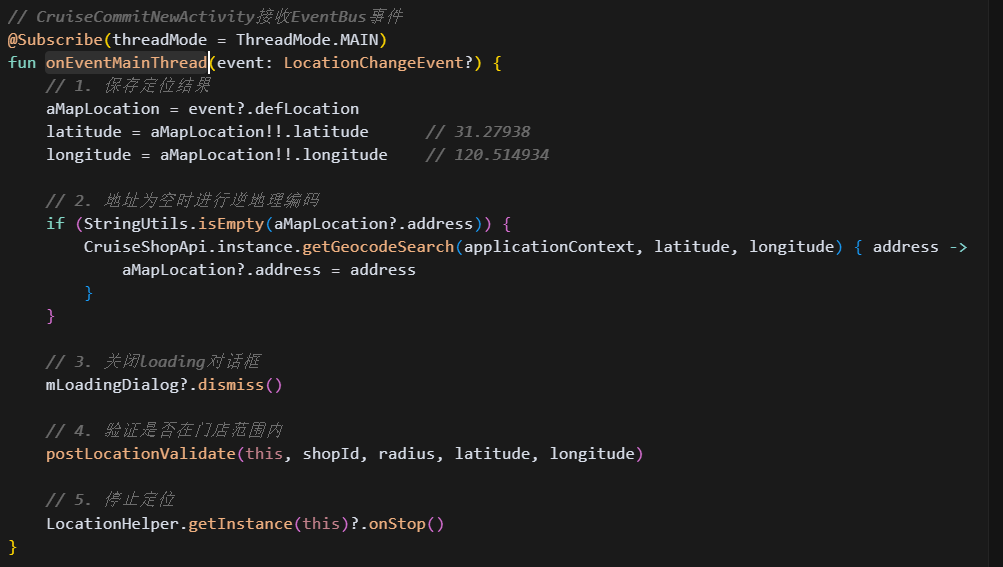 // CruiseCommitNewActivity接收EventBus事件
@Subscribe(threadMode = ThreadMode.MAIN)
fun onEventMainThread(event: LocationChangeEvent?) {
    // 1. 保存定位结果
    aMapLocation = event?.defLocation
    latitude = aMapLocation!!.latitude      // 31.27938
    longitude = aMapLocation!!.longitude    // 120.514934

    // 2. 地址为空时进行逆地理编码
    if (StringUtils.isEmpty(aMapLocation?.address)) {
        CruiseShopApi.instance.getGeocodeSearch(applicationContext, latitude, longitude) { address ->
            aMapLocation?.address = address
        }
    }

    // 3. 关闭loading对话框
    mLoadingDialog?.dismiss()

    // 4. 验证是否在门店范围内
    postLocationValidate(this, shopId, radius, latitude, longitude)

    // 5. 停止定位
    LocationHelper.getInstance(this)?.onStop()
}